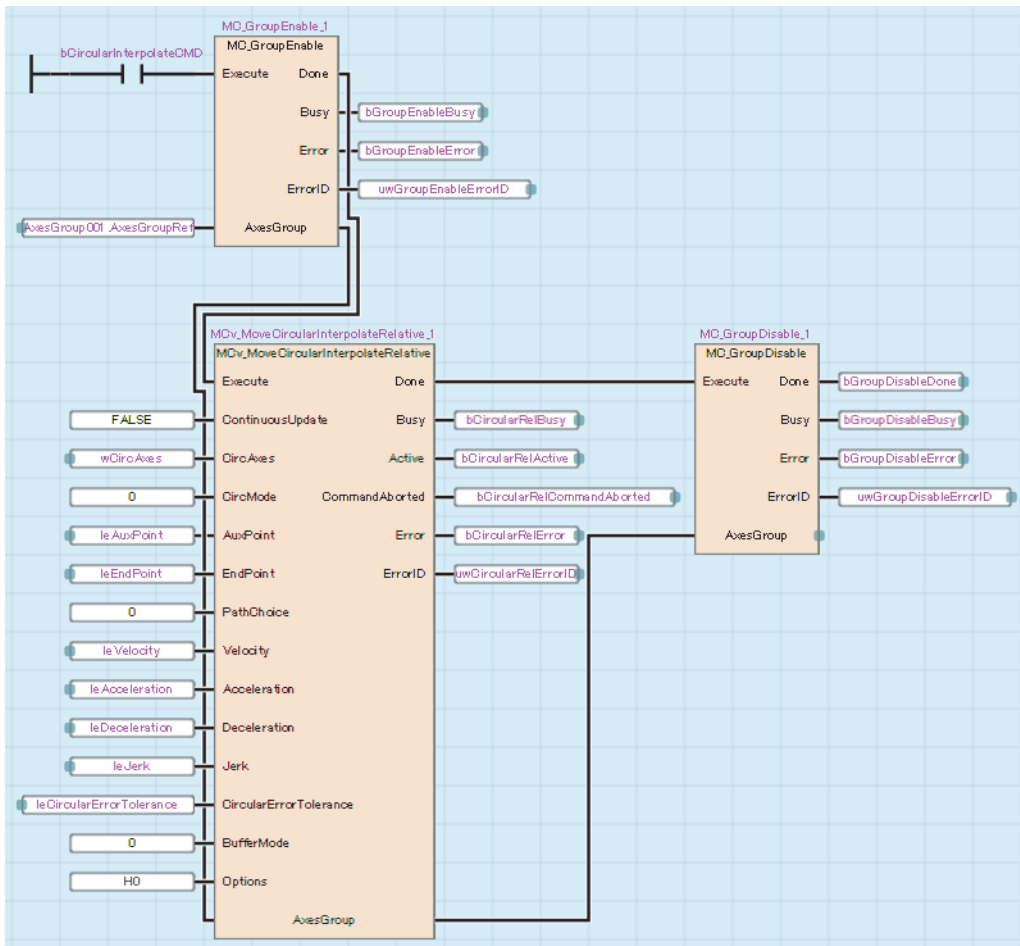 MC_GroupEnable_1
bCircularInterpolateCMD
MC_GroupEnable
Execute Done
Busy bGroupEnableBusy
Error bGroupEnableError
ErrorID uwGroupEnableErrorID
AxesGroup001.AxesGroupRef AxesGroup
MCv_MoveCircularInterpolateRelative_1
MCv_MoveCircularInterpolateRelative
Execute Done
FALSE ContinuousUpdate Busy bCircularRelBusy
wCircAxes CircAxes Active bCircularRelActive
0 CircMode CommandAborted bCircularRelCommandAborted
leAuxPoint AuxPoint Error bCircularRelError
leEndPoint EndPoint ErrorID uwCircularRelErrorID
0 PathChoice
leVelocity Velocity
leAcceleration Acceleration
leDeceleration Deceleration
leJerk Jerk
leCircularErrorTolerance CircularErrorTolerance
0 BufferMode
H0 Options
AxesGroup
MC_GroupDisable_1
MC_GroupDisable
Execute Done bGroupDisableDone
Busy bGroupDisableBusy
Error bGroupDisableError
ErrorID uwGroupDisableErrorID
AxesGroup